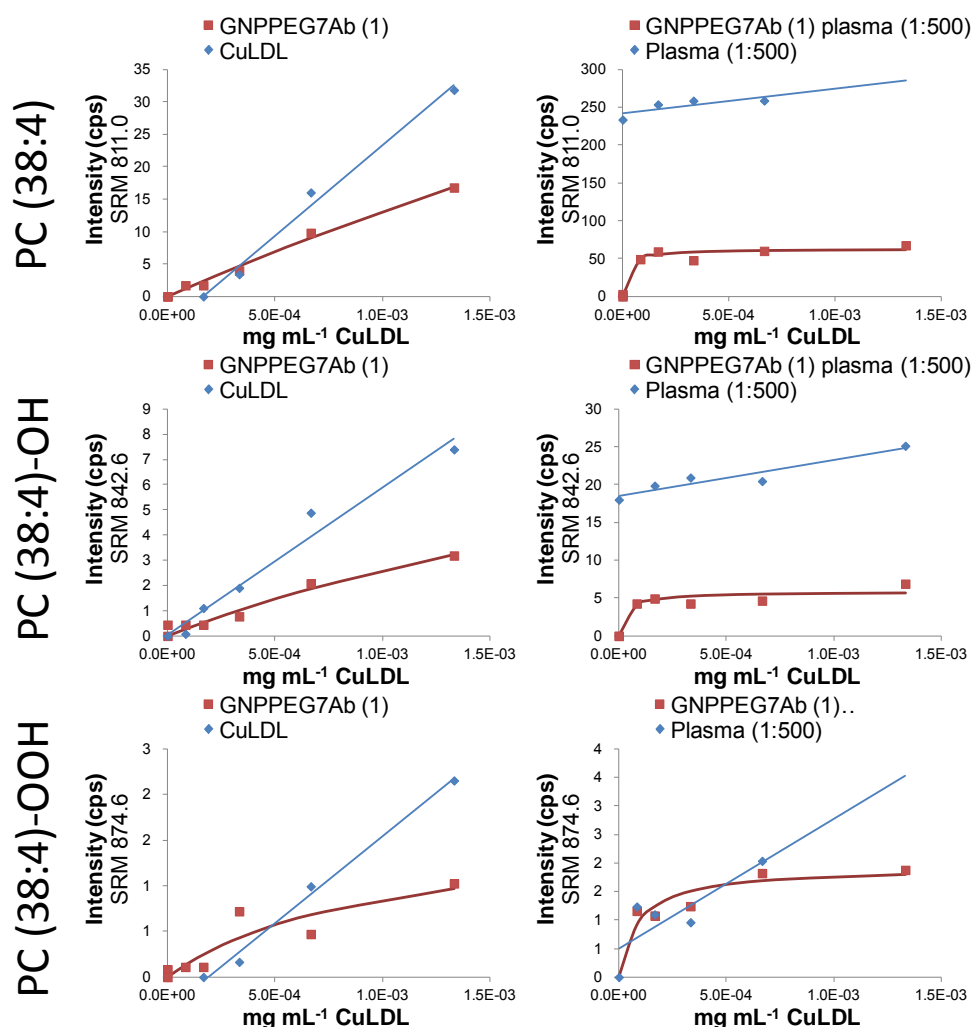 PC (38:4)
GNPPEG7Ab (1)
CuLDL
Intensity (cps)
SRM 811.0
35
30
25
20
15
10
5
0
0.0E+00 5.0E-04 1.0E-03 1.5E-03
mg mL⁻¹ CuLDL
GNPPEG7Ab (1) plasma (1:500)
Plasma (1:500)
Intensity (cps)
SRM 811.0
300
250
200
150
100
50
0
0.0E+00 5.0E-04 1.0E-03 1.5E-03
mg mL⁻¹ CuLDL
PC (38:4)-OH
GNPPEG7Ab (1)
CuLDL
Intensity (cps)
SRM 842.6
9
8
7
6
5
4
3
2
1
0
0.0E+00 5.0E-04 1.0E-03 1.5E-03
mg mL⁻¹ CuLDL
GNPPEG7Ab (1) plasma (1:500)
Plasma (1:500)
Intensity (cps)
SRM 842.6
30
25
20
15
10
5
0
0.0E+00 5.0E-04 1.0E-03 1.5E-03
mg mL⁻¹ CuLDL
PC (38:4)-OOH
GNPPEG7Ab (1)
CuLDL
Intensity (cps)
SRM 874.6
3
2
2
1
1
0
0.0E+00 5.0E-04 1.0E-03 1.5E-03
mg mL⁻¹ CuLDL
GNPPEG7Ab (1)..
Plasma (1:500)
Intensity (cps)
SRM 874.6
4
4
3
3
2
2
1
1
0
0.0E+00 5.0E-04 1.0E-03 1.5E-03
mg mL⁻¹ CuLDL